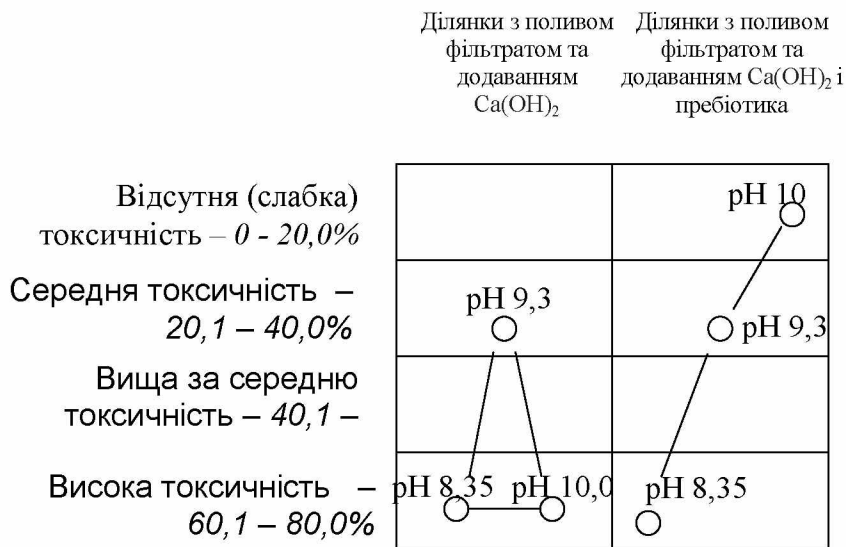 Ділянки з поливом
фільтратом та
додаванням
Ca(OH)₂
Ділянки з поливом
фільтратом та
додаванням Ca(OH)₂ і
пребіотика
Відсутня (слабка)
токсичність – 0 - 20,0%
pH 10
Середня токсичність –
20,1 – 40,0%
pH 9,3
pH 9,3
Вища за середню
токсичність – 40,1 –
Висока токсичність –
60,1 – 80,0%
pH 8,35
pH 10,0
pH 8,35